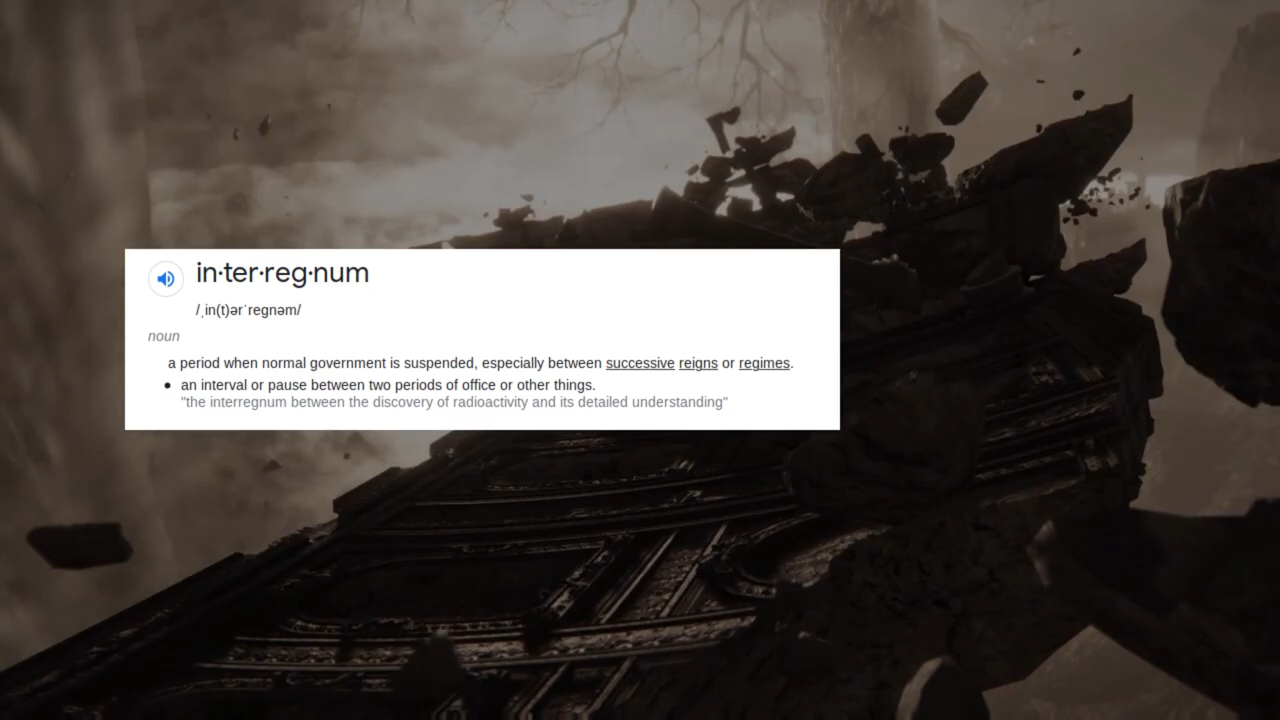 in·ter·reg·num
/ˌin(t)ərˈregnəm/
noun
a period when normal government is suspended, especially between successive reigns or regimes.
• an interval or pause between two periods of office or other things.
"the interregnum between the discovery of radioactivity and its detailed understanding"